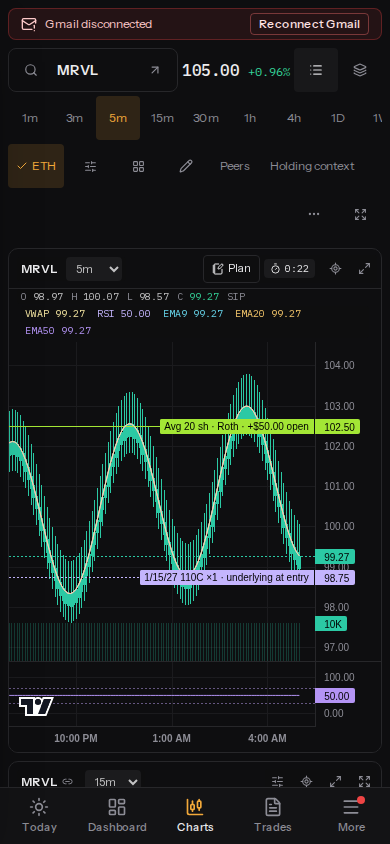 Gmail disconnected Reconnect Gmail
MRVL 105.00 +0.96%
1m 3m 5m 15m 30m 1h 4h 1D
ETH Peers Holding context
MRVL 5m Plan 0:22
O 98.97 H 100.07 L 98.57 C 99.27 SIP
VWAP 99.27 RSI 50.00 EMA9 99.27 EMA20 99.27
EMA50 99.27
104.00
103.00
Avg 20 sh · Roth · +$50.00 open 102.50
102.00
101.00
100.00
99.27
99.00
1/15/27 110C ×1 · underlying at entry 98.75
98.00
10K
97.00
100.00
50.00
0.00
10:00 PM 1:00 AM 4:00 AM
MRVL 15m
Today Dashboard Charts Trades More